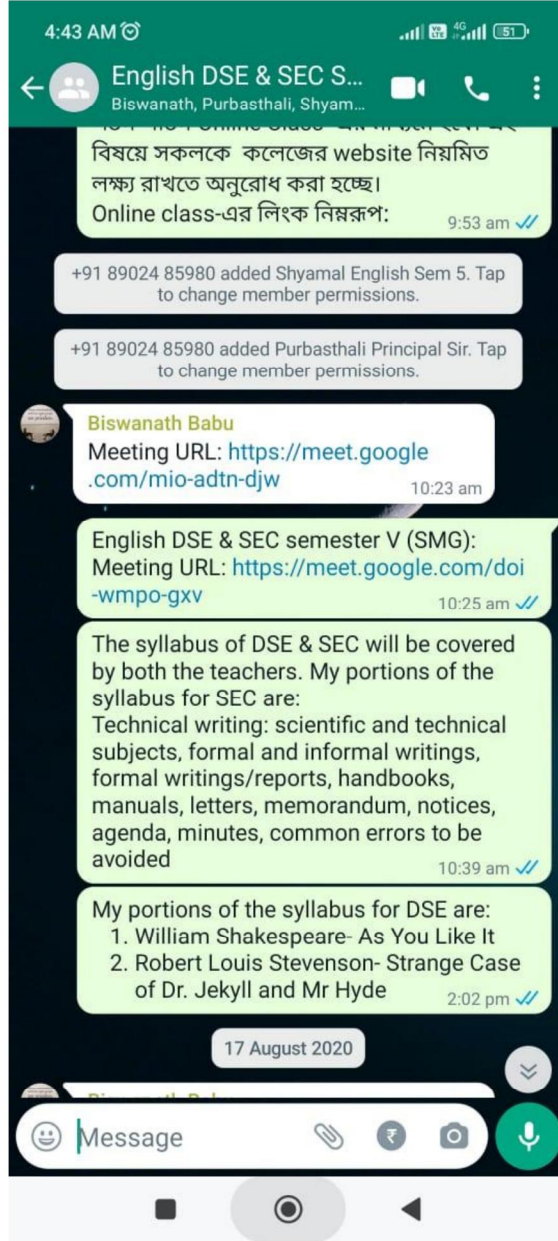 4:43 AM
4G
51
English DSE & SEC S...
Biswanath, Purbasthali, Shyam...
বিষয়ে সকলকে কলেজের website নিয়মিত
লক্ষ্য রাখতে অনুরোধ করা হচ্ছে।
Online class-এর লিংক নিম্নরূপ:
9:53 am
+91 89024 85980 added Shyamal English Sem 5. Tap
to change member permissions.
+91 89024 85980 added Purbasthali Principal Sir. Tap
to change member permissions.
Biswanath Babu
Meeting URL: https://meet.google
.com/mio-adtn-djw
10:23 am
English DSE & SEC semester V (SMG):
Meeting URL: https://meet.google.com/doi
-wmpo-gxv
10:25 am
The syllabus of DSE & SEC will be covered
by both the teachers. My portions of the
syllabus for SEC are:
Technical writing: scientific and technical
subjects, formal and informal writings,
formal writings/reports, handbooks,
manuals, letters, memorandum, notices,
agenda, minutes, common errors to be
avoided
10:39 am
My portions of the syllabus for DSE are:
1. William Shakespeare- As You Like It
2. Robert Louis Stevenson- Strange Case
of Dr. Jekyll and Mr Hyde
2:02 pm
17 August 2020
Message
₹